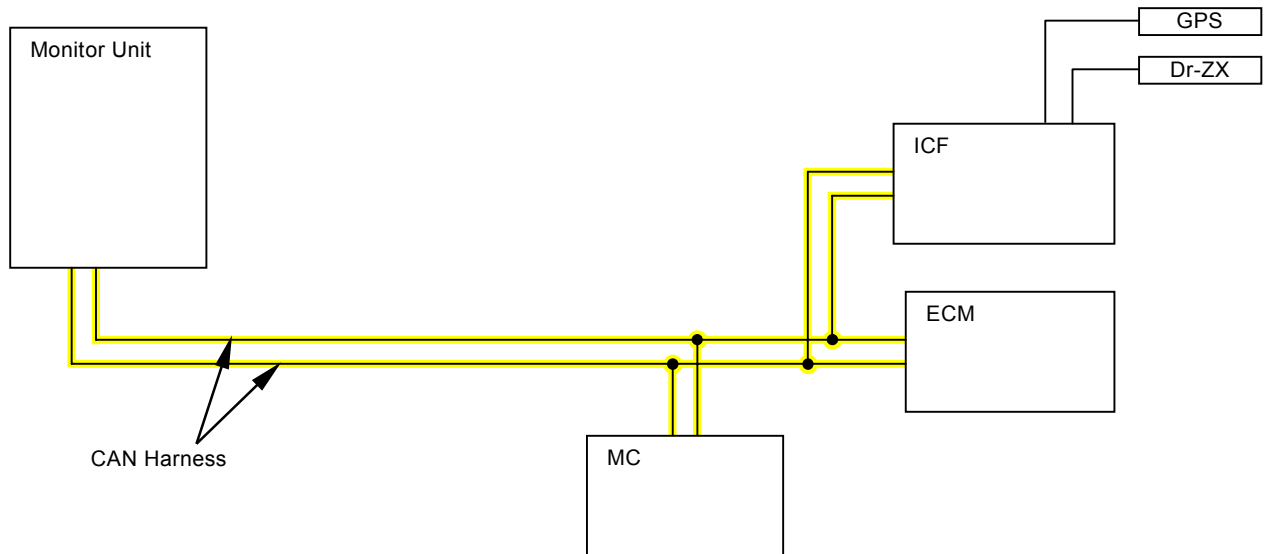 GPS
Monitor Unit
Dr-ZX
ICF
ECM
CAN Harness
MC